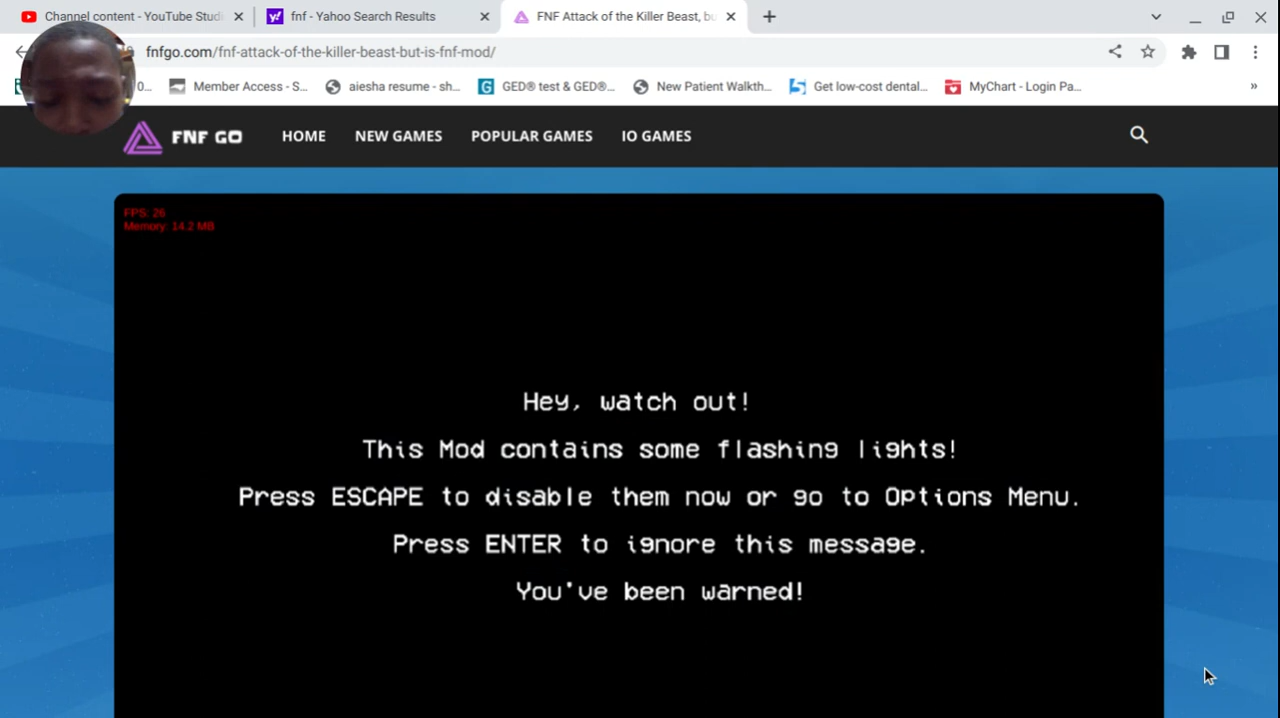 Channel content - YouTube Studi
fnf - Yahoo Search Results
FNF Attack of the Killer Beast, bu
fnfgo.com/fnf-attack-of-the-killer-beast-but-is-fnf-mod/
0...
Member Access - S...
aiesha resume - sh...
G
GED® test & GED®...
New Patient Walkth...
Get low-cost dental...
MyChart - Login Pa...
»
FNF GO
HOME
NEW GAMES
POPULAR GAMES
IO GAMES
FPS: 26
Memory: 14.2 MB
Hey, watch out!
This Mod contains some flashing lights!
Press ESCAPE to disable them now or go to Options Menu.
Press ENTER to ignore this message.
You've been warned!